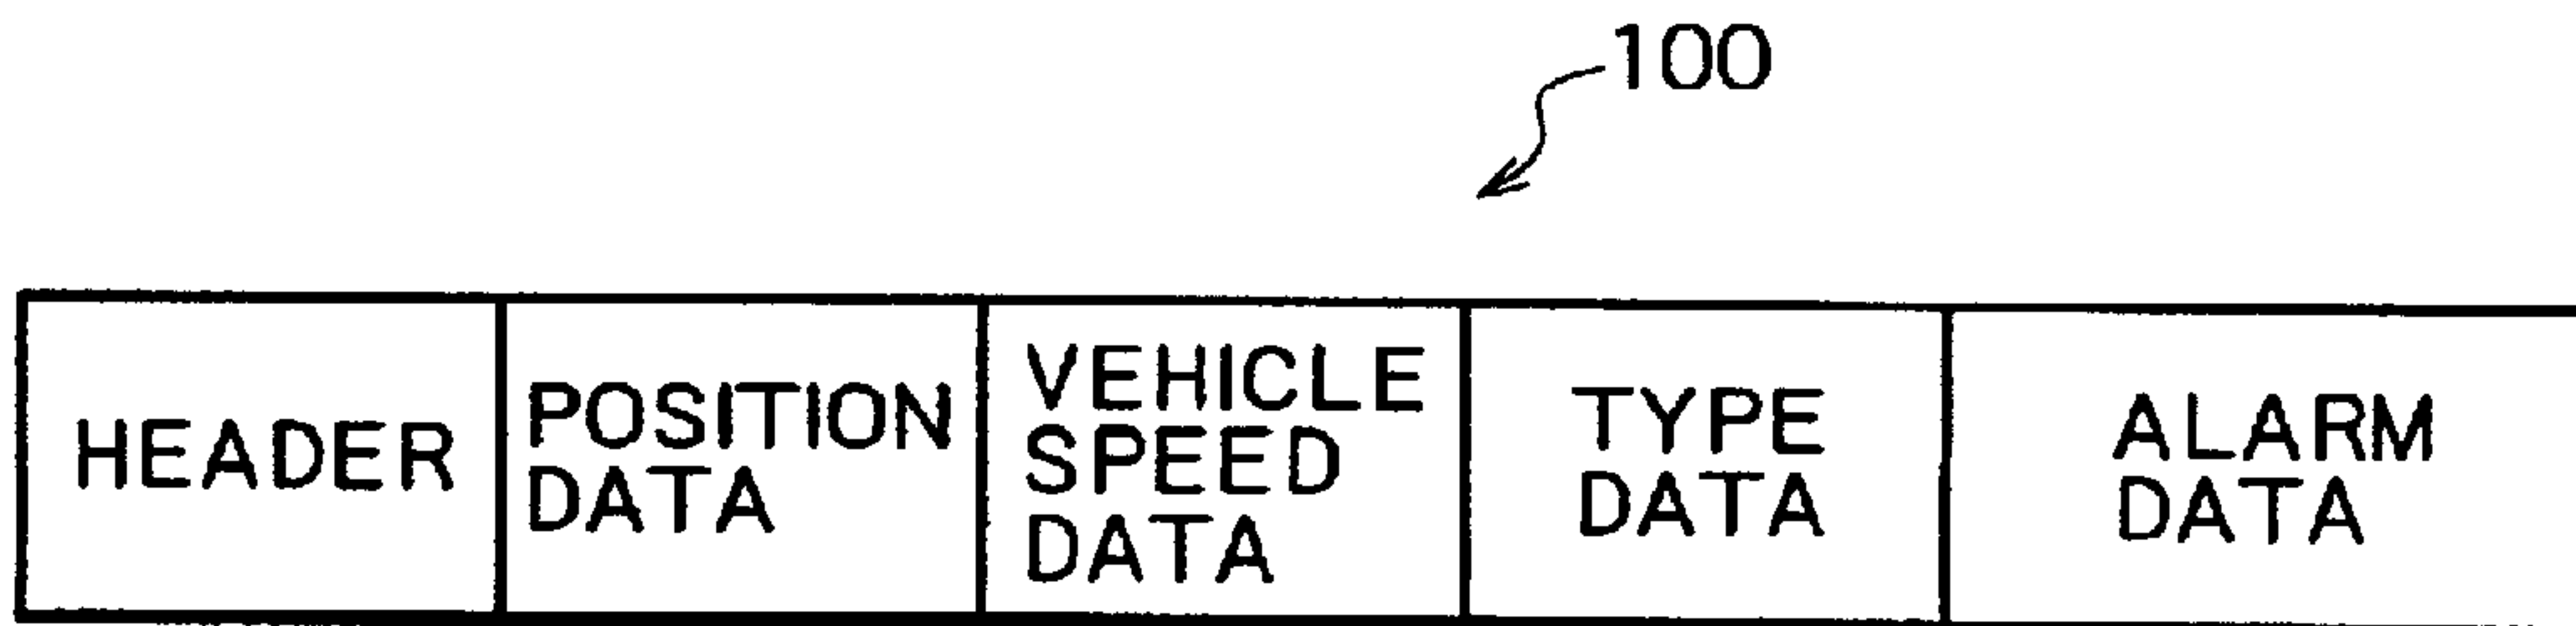 100
HEADER
POSITION
DATA
VEHICLE
SPEED
DATA
TYPE
DATA
ALARM
DATA